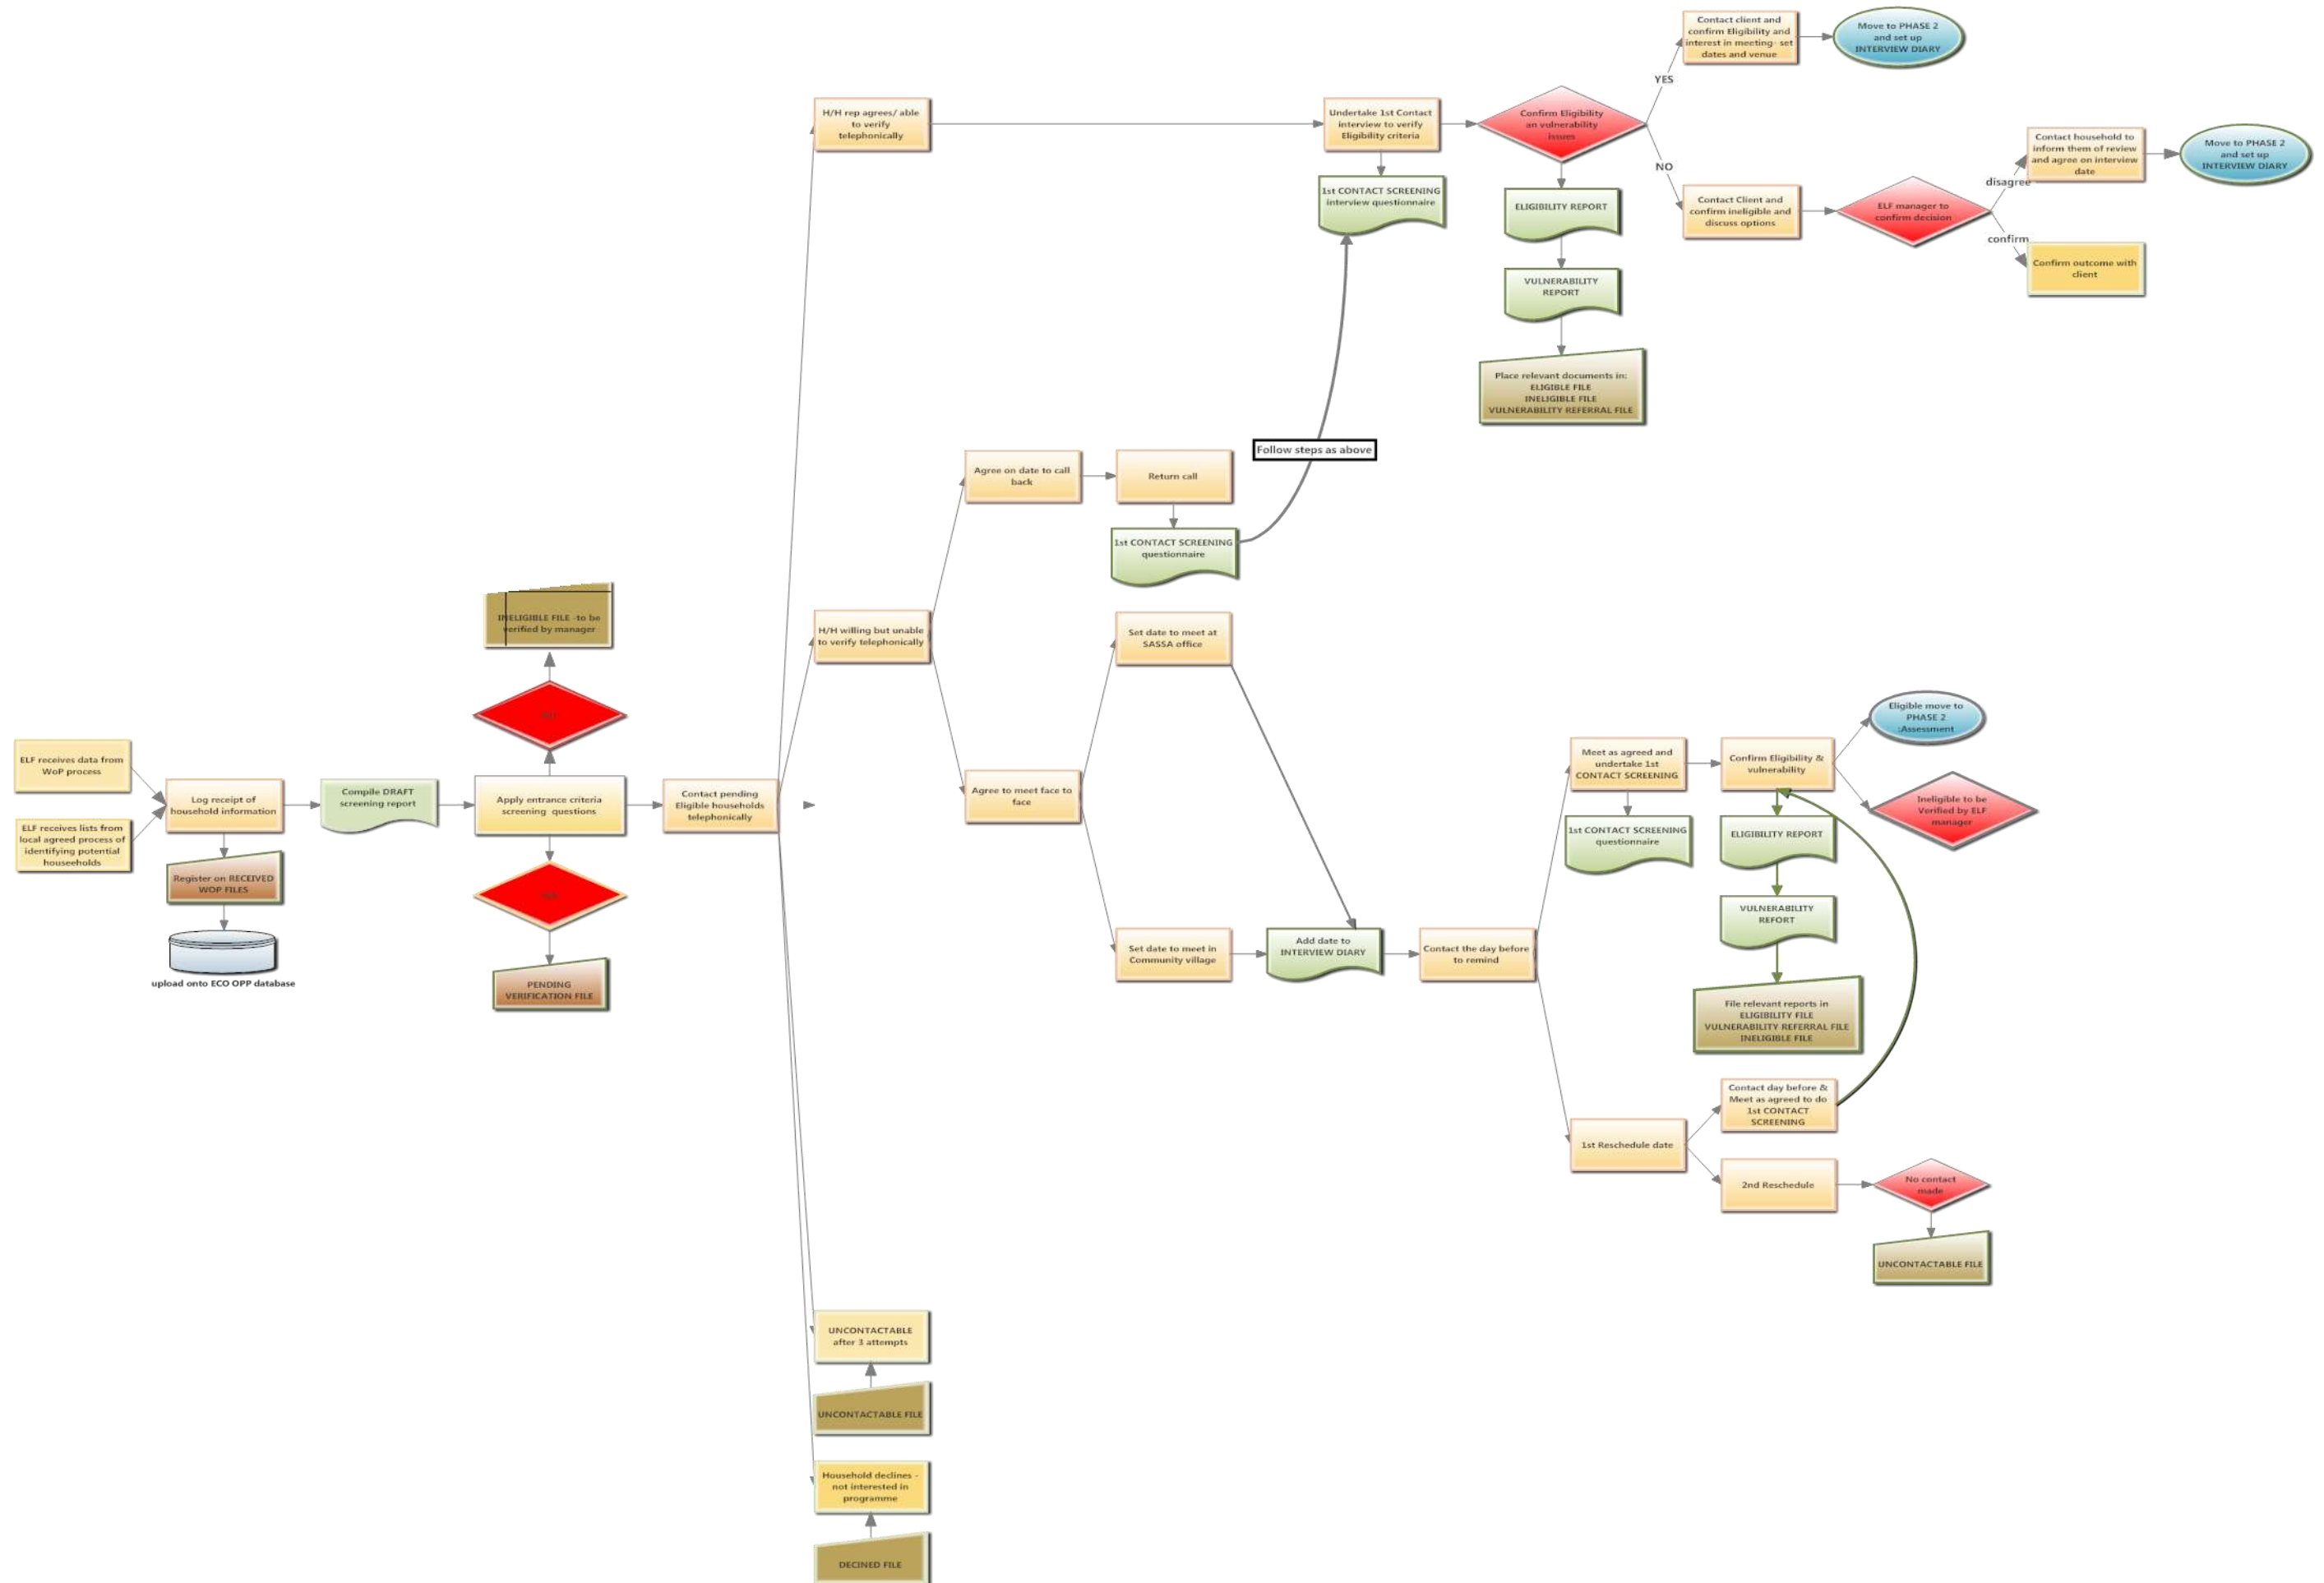 Contact client and
confirm Eligibility and
interest in meeting- set
dates and venue
Move to PHASE 2
and set up
INTERVIEW DIARY
YES
H/H rep agrees/ able
to verify
telephonically
Undertake 1st Contact
interview to verify
Eligibility criteria
Confirm Eligibility
an vulnerability
issues
NO
Contact household to
inform them of review
and agree on interview
date
Move to PHASE 2
and set up
INTERVIEW DIARY
disagree
1st CONTACT SCREENING
interview questionnaire
ELIGIBILITY REPORT
Contact Client and
confirm ineligible and
discuss options
ELF manager to
confirm decision
confirm
Confirm outcome with
client
VULNERABILITY
REPORT
Place relevant documents in:
ELIGIBLE FILE
INELIGIBLE FILE
VULNERABILITY REFERRAL FILE
Follow steps as above
Agree on date to call
back
Return call
1st CONTACT SCREENING
questionnaire
INELIGIBLE FILE -to be
verified by manager
H/H willing but unable
to verify telephonically
Set date to meet at
SASSA office
ELF receives data from
WoP process
ELF receives lists from
local agreed process of
identifying potential
houseeholds
Log receipt of
household information
Compile DRAFT
screening report
Apply entrance criteria
screening questions
Contact pending
Eligible households
telephonically
Agree to meet face to
face
Register on RECEIVED
WOP FILES
upload onto ECO OPP database
PENDING
VERIFICATION FILE
Set date to meet in
Community village
Add date to
INTERVIEW DIARY
Contact the day before
to remind
Meet as agreed and
undertake 1st
CONTACT SCREENING
Confirm Eligibility &
vulnerability
Eligible move to
PHASE 2
:Assessment
Ineligible to be
Verified by ELF
manager
1st CONTACT SCREENING
questionnaire
ELIGIBILITY REPORT
VULNERABILITY
REFORT
File relevant reports in
ELIGIBILITY FILE
VULNERABILITY REFERRAL FILE
INELIGIBLE FILE
Contact day before &
Meet as agreed to do
1st CONTACT
SCREENING
1st Reschedule date
2nd Reschedule
No contact
made
UNCONTACTABLE FILE
UNCONTACTABLE
after 3 attempts
UNCONTACTABLE FILE
Household declines -
not interested in
programme
DECINED FILE